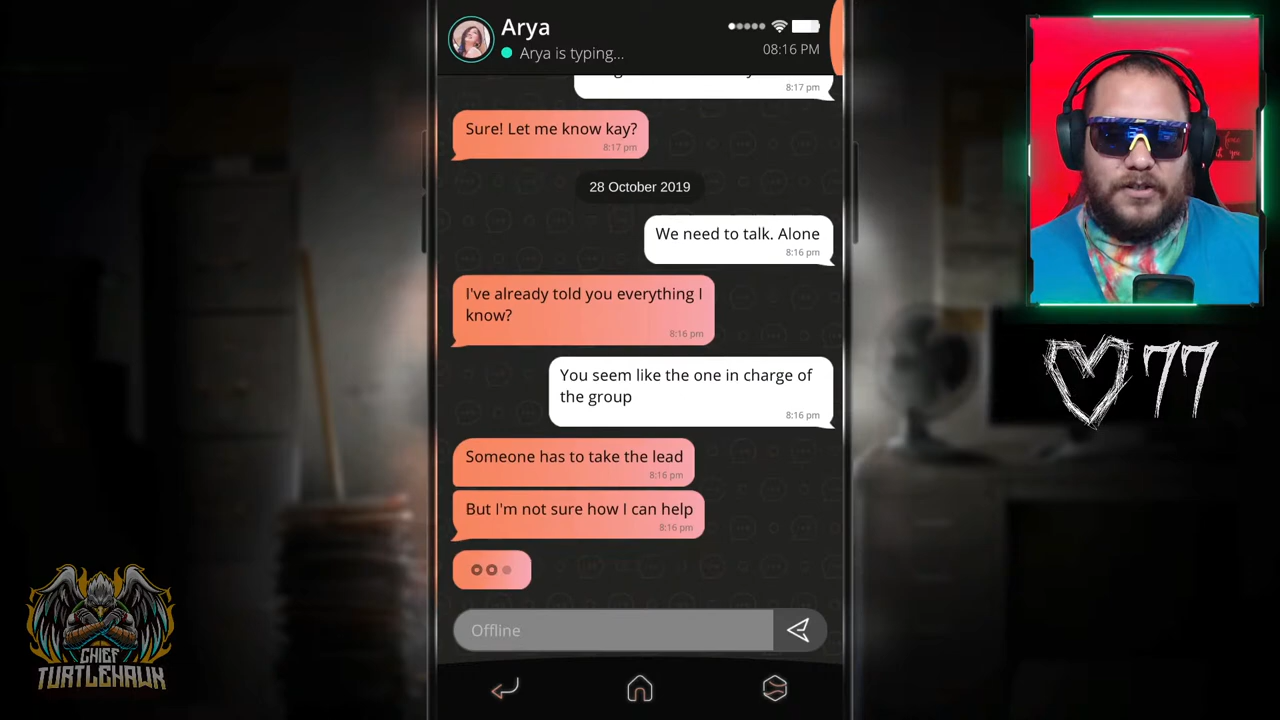 Arya
Arya is typing...
08:16 PM
8:17 pm
Sure! Let me know kay?
8:17 pm
28 October 2019
We need to talk. Alone
8:16 pm
I've already told you everything I
know?
8:16 pm
You seem like the one in charge of
the group
8:16 pm
Someone has to take the lead
8:16 pm
But I'm not sure how I can help
8:16 pm
Offline
77
CHIEF
TURTLEHAWK